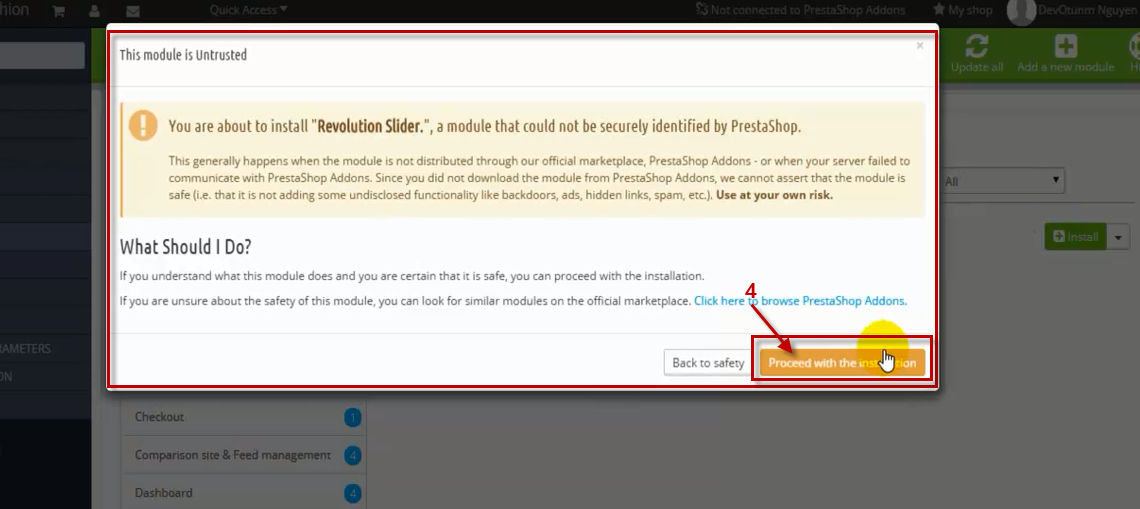 hion
Quick Access
Not connected to PrestaShop Addons
My shop
DevOtunm Nguyen
Update all
Add a new module
This module is Untrusted
×
You are about to install "Revolution Slider.", a module that could not be securely identified by PrestaShop.
This generally happens when the module is not distributed through our official marketplace, PrestaShop Addons - or when your server failed to
communicate with PrestaShop Addons. Since you did not download the module from PrestaShop Addons, we cannot assert that the module is
safe (i.e. that it is not adding some undisclosed functionality like backdoors, ads, hidden links, spam, etc.). Use at your own risk.
All
Install
What Should I Do?
If you understand what this module does and you are certain that it is safe, you can proceed with the installation.
If you are unsure about the safety of this module, you can look for similar modules on the official marketplace. Click here to browse PrestaShop Addons.
4
Back to safety
Proceed with the installation
RAMETERS
ON
Checkout 1
Comparison site & Feed management 4
Dashboard 4